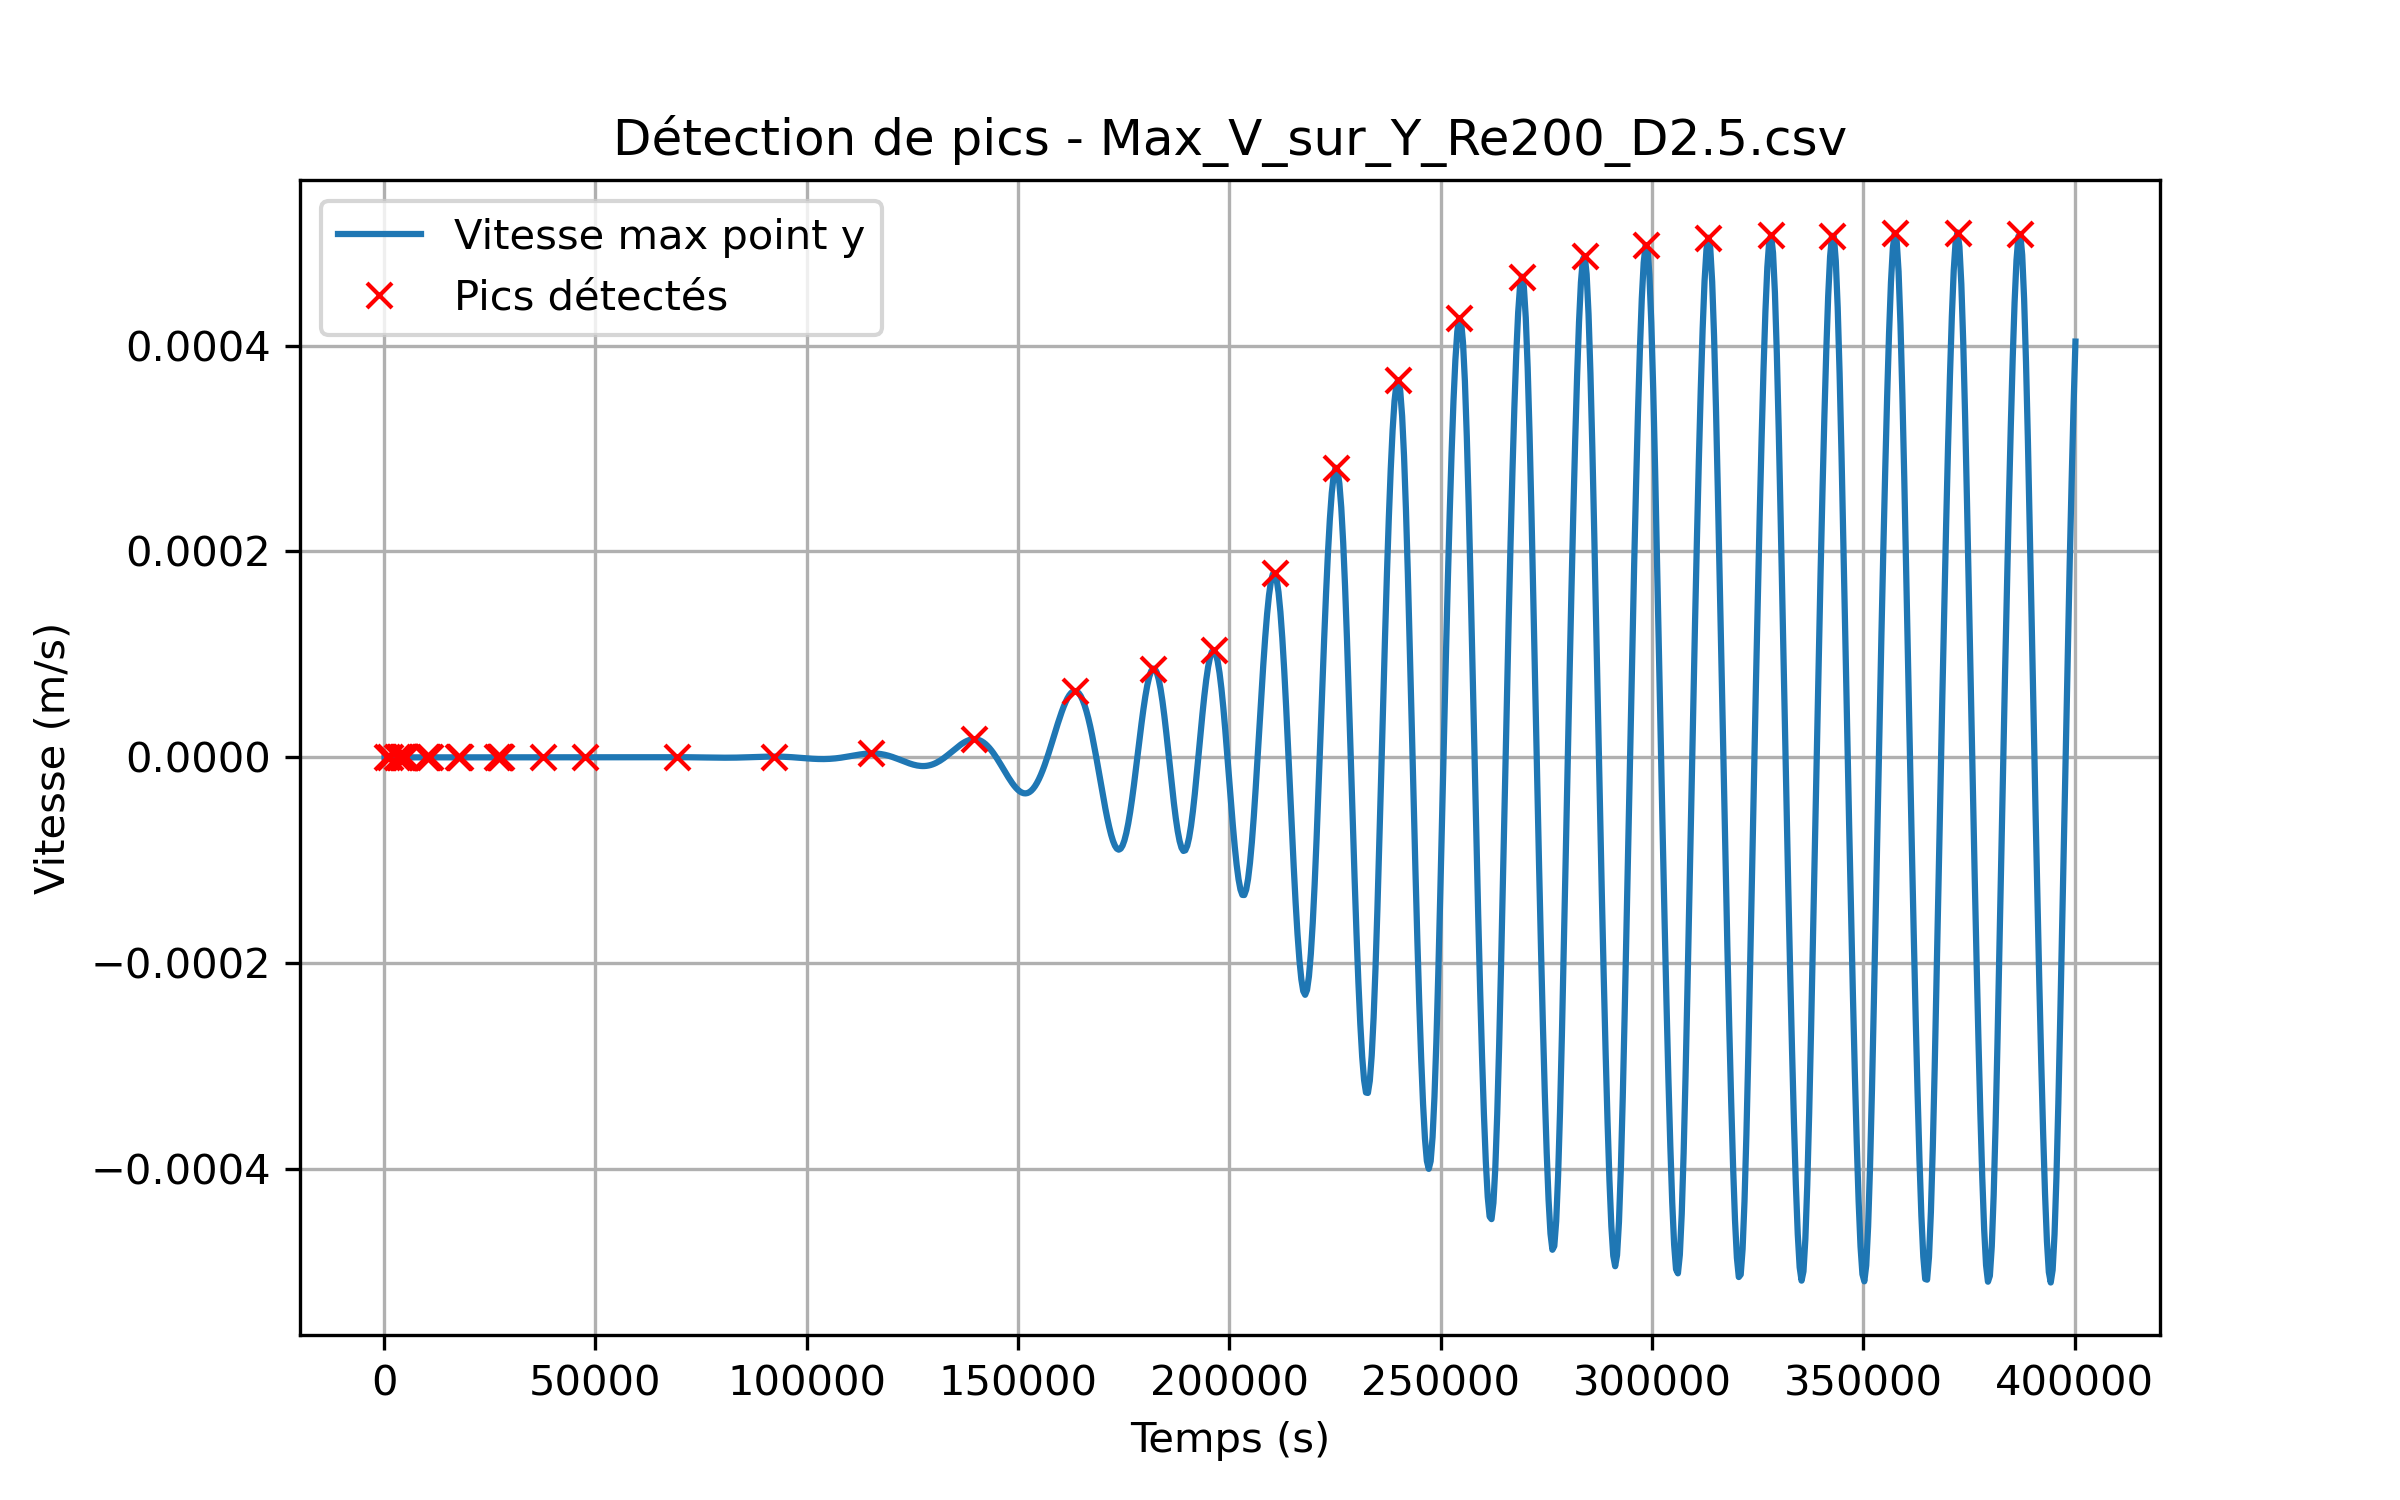 Détection de pics - Max_V_sur_Y_Re200_D2.5.csv
Vitesse max point y
Pics détectés
0.0004
0.0002
0.0000
−0.0002
−0.0004
Vitesse (m/s)
0 50000 100000 150000 200000 250000 300000 350000 400000
Temps (s)